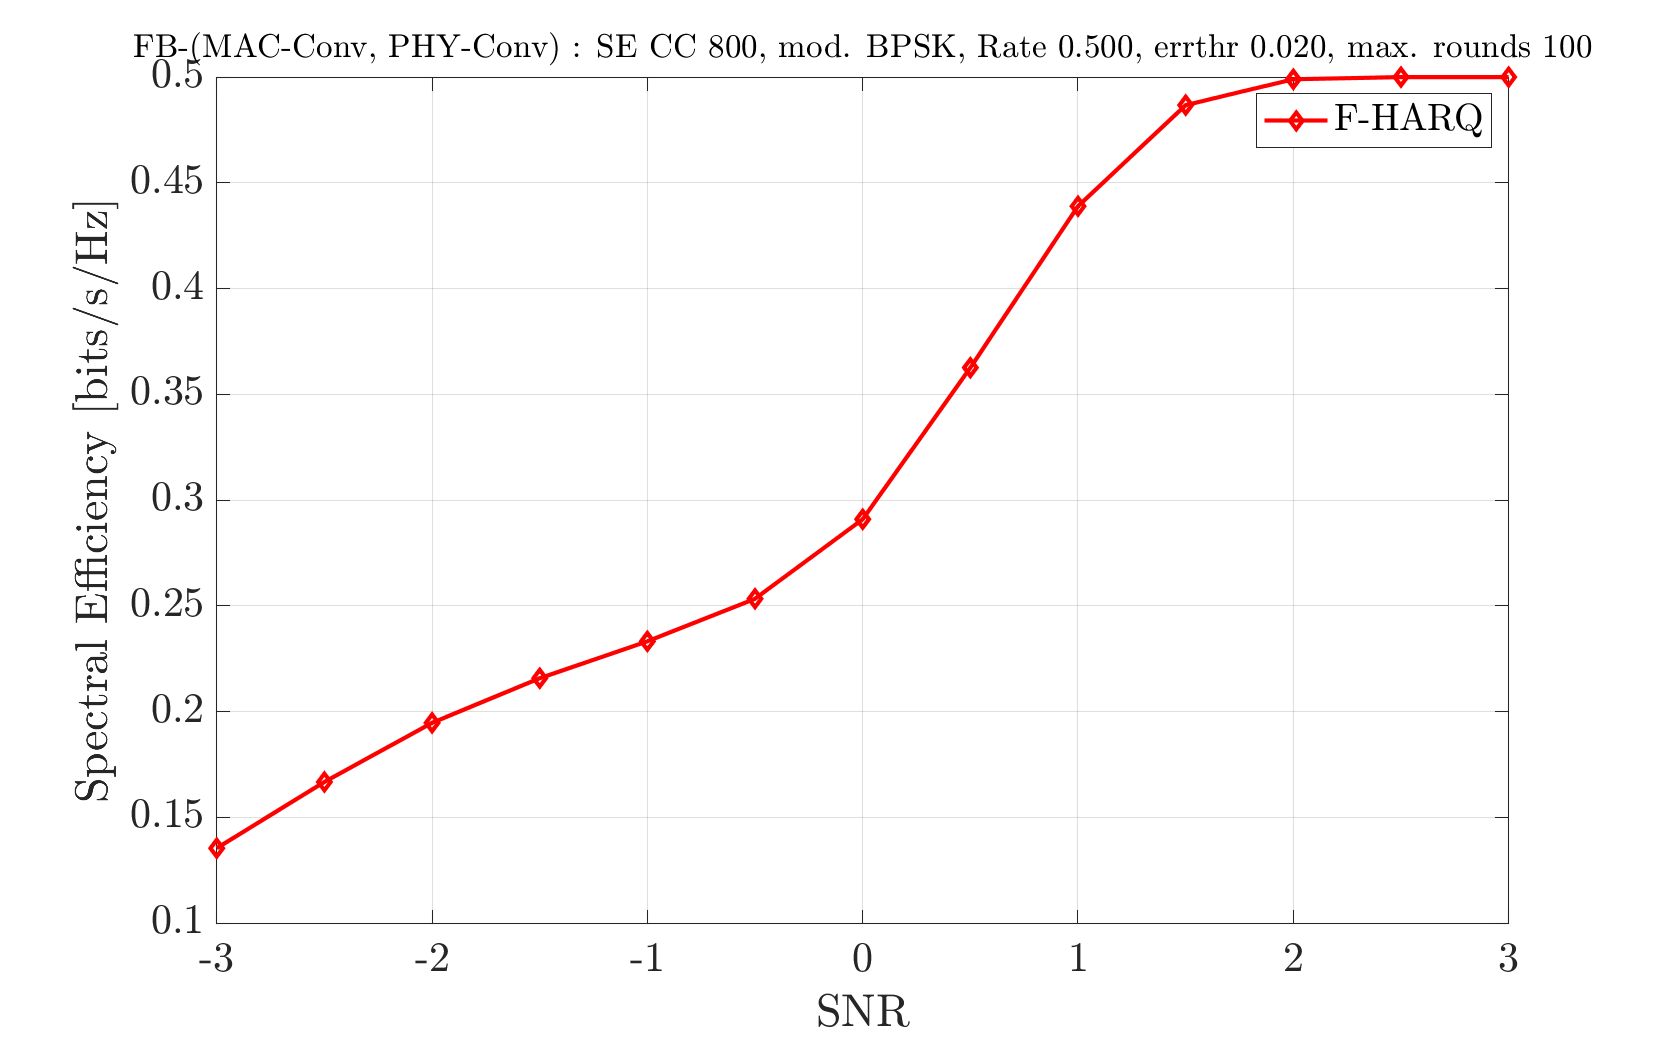 FB-(MAC-Conv, PHY-Conv) : SE CC 800, mod. BPSK, Rate 0.500, errthr 0.020, max. rounds 100
F-HARQ
Spectral Efficiency [bits/s/Hz]
0.5
0.45
0.4
0.35
0.3
0.25
0.2
0.15
0.1
-3 -2 -1 0 1 2 3
SNR